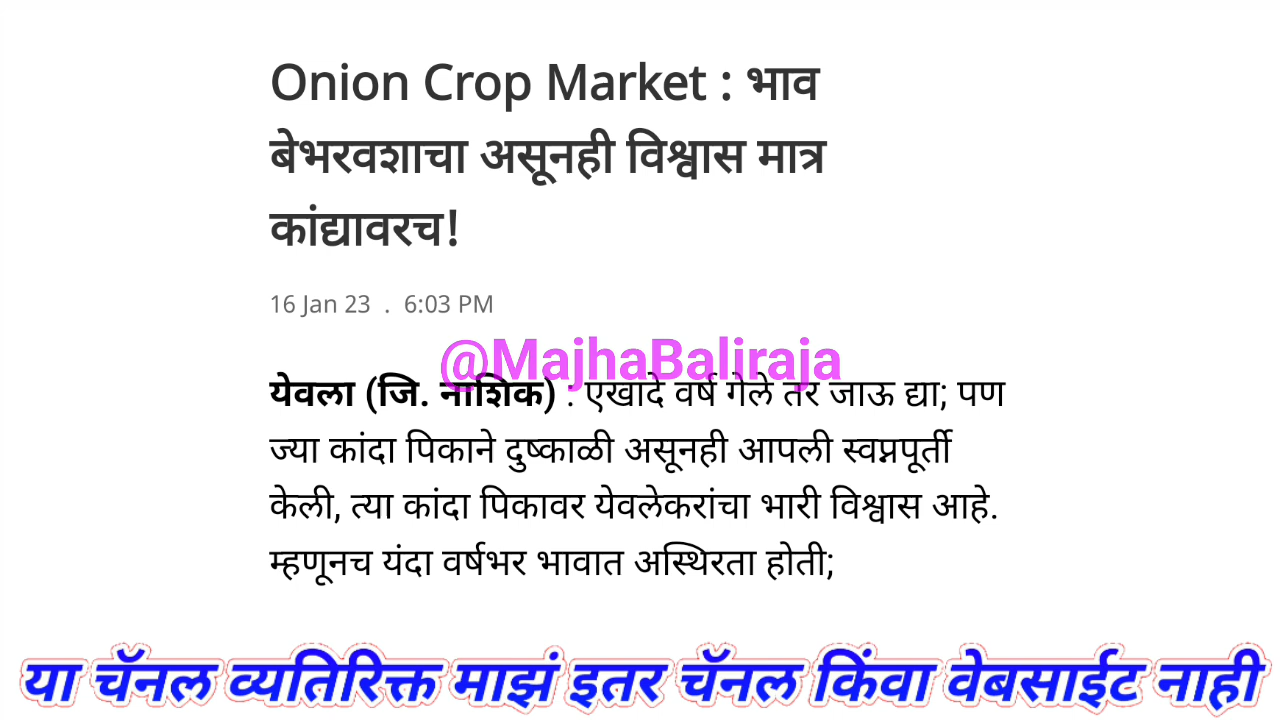 Onion Crop Market : भाव
बेभरवशाचा असूनही विश्वास मात्र
कांद्यावरच!
16 Jan 23 . 6:03 PM
@MajhaBaliraja
येवला (जि. नाशिक) : एखादे वर्ष गेले तर जाऊ द्या; पण
ज्या कांदा पिकाने दुष्काळी असूनही आपली स्वप्नपूर्ती
केली, त्या कांदा पिकावर येवलेकरांचा भारी विश्वास आहे.
म्हणूनच यंदा वर्षभर भावात अस्थिरता होती;
या चॅनल व्यतिरिक्त माझं इतर चॅनल किंवा वेबसाईट नाही